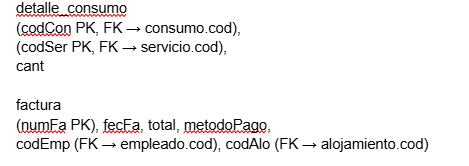 detalle_consumo
(codCon PK, FK → consumo.cod),
(codSer PK, FK → servicio.cod),
cant
factura
(numFa PK), fecFa, total, metodoPago,
codEmp (FK → empleado.cod), codAlo (FK → alojamiento.cod)